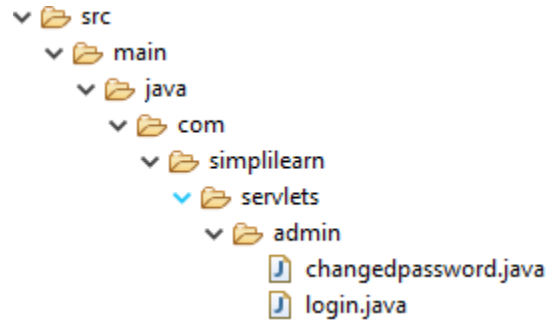 src
main
java
com
simplilearn
servlets
admin
changedpassword.java
login.java